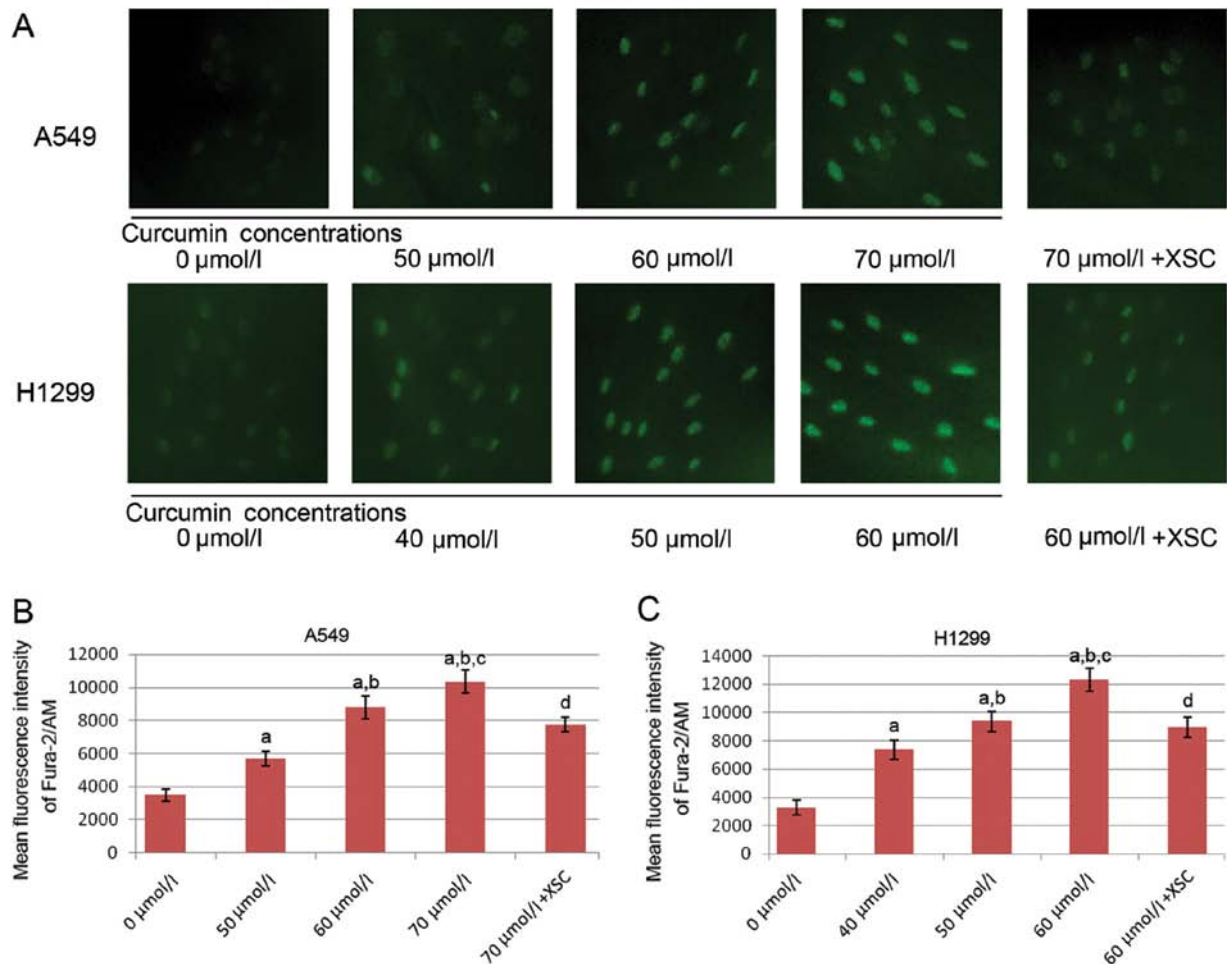 A
A549
Curcumin concentrations
0 µmol/l 50 µmol/l 60 µmol/l 70 µmol/l 70 µmol/l +XSC
H1299
Curcumin concentrations
0 µmol/l 40 µmol/l 50 µmol/l 60 µmol/l 60 µmol/l +XSC
B
A549
Mean fluorescence intensity
of Fura-2/AM
12000
10000
8000
6000
4000
2000
0
a
a,b
a,b,c
d
0 µmol/l
50 µmol/l
60 µmol/l
70 µmol/l
70 µmol/l +XSC
C
H1299
Mean fluorescence intensity
of Fura-2/AM
14000
12000
10000
8000
6000
4000
2000
0
a
a,b
a,b,c
d
0 µmol/l
40 µmol/l
50 µmol/l
60 µmol/l
60 µmol/l +XSC